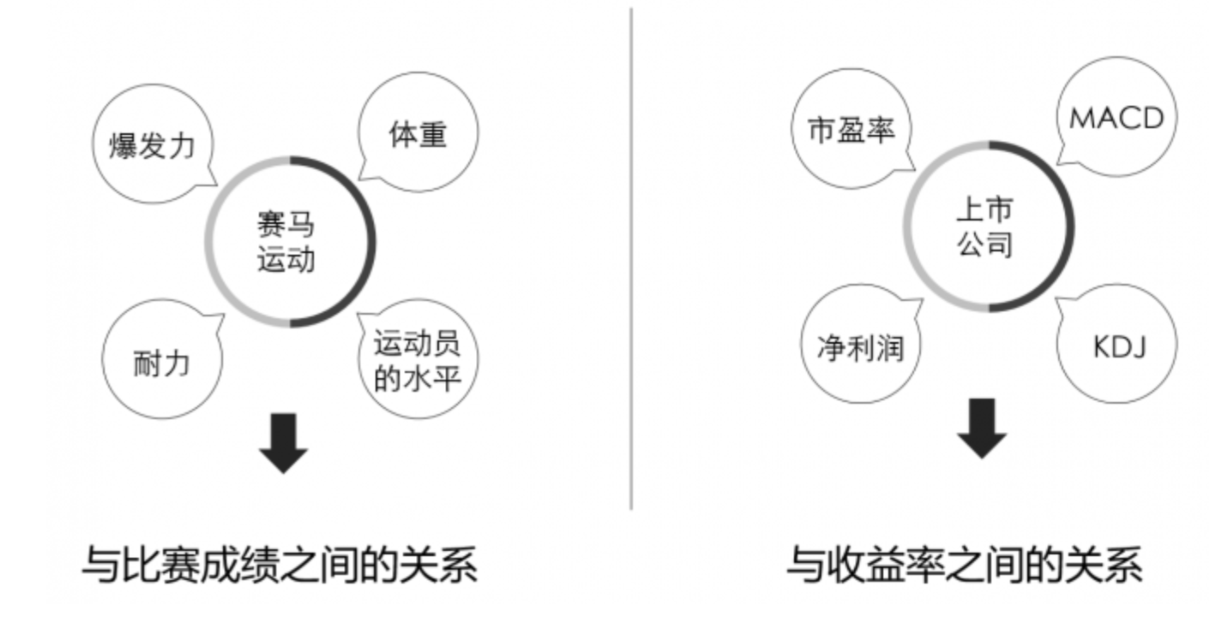 爆发力
体重
赛马
运动
耐力
运动员
的水平
与比赛成绩之间的关系
市盈率
MACD
上市
公司
净利润
KDJ
与收益率之间的关系